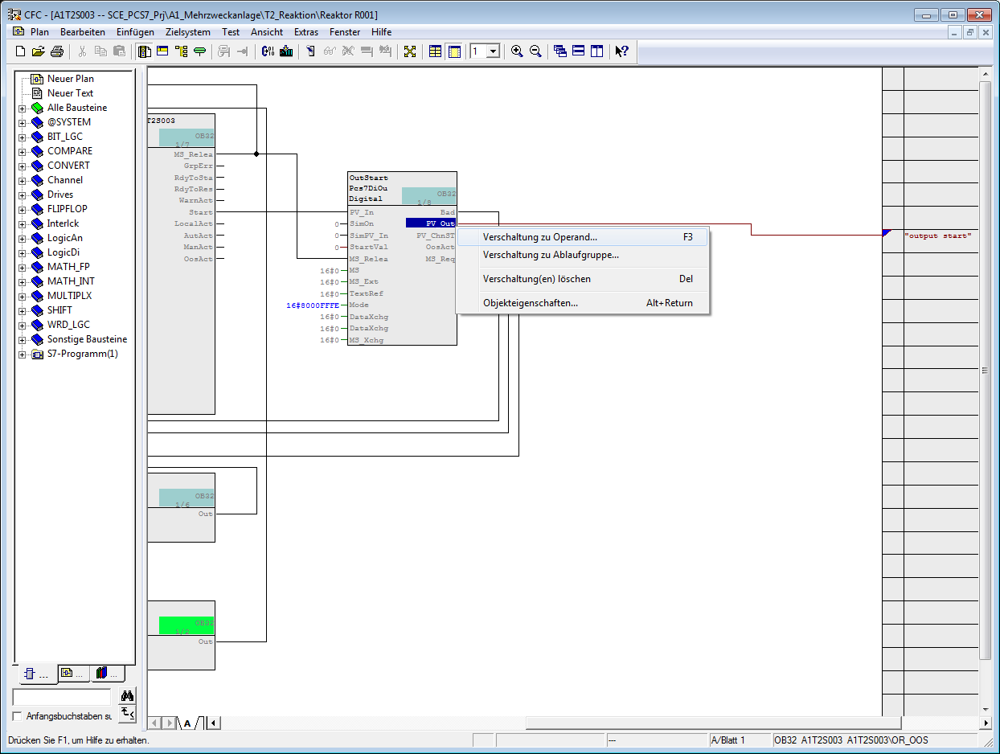 CFC - [A1T2S003 -- SCE_PCS7_Prj\A1_Mehrzweckanlage\T2_Reaktion\Reaktor R001]
Plan Bearbeiten Einfügen Zielsystem Test Ansicht Extras Fenster Hilfe
1
Neuer Plan
Neuer Text
Alle Bausteine
@SYSTEM
BIT_LGC
COMPARE
CONVERT
Channel
Drives
FLIPFLOP
Interlck
LogicAn
LogicDi
MATH_FP
MATH_INT
MULTIPLX
SHIFT
WRD_LGC
Sonstige Bausteine
S7-Programm(1)
... ... ...
Anfangsbuchstaben su
T2S003
OB32
1/7
MS_Relea
GrpErr
RdyToSta
RdyToRes
WarnAct
Start
LocalAct
AutAct
ManAct
OosAct
OutStart
Pcs7DiOu
Digital
OB32
1/8
PV_In Bad
0 SimOn PV_Out
0 SimPV_In PV_ChnST
0 StartVal OosAct
MS_Relea MS_Req
16#0 MS
16#0 MS_Ext
16#0 TextRef
16#8000FFFE Mode
16#0 DataXchg
16#0 DataXchg
16#0 MS_Xchg
Verschaltung zu Operand... F3
Verschaltung zu Ablaufgruppe...
Verschaltung(en) löschen Del
Objekteigenschaften... Alt+Return
"output start"
OB32
1/6
Out
OB32
1/2
Out
A
Drücken Sie F1, um Hilfe zu erhalten.
---
A/Blatt 1
OB32 A1T2S003 A1T2S003\OR_OOS